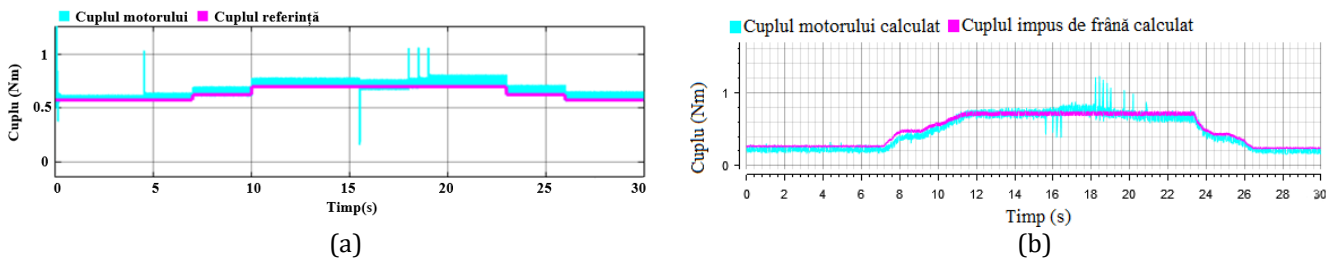 Cuplul motorului Cuplul referință
Cuplu (Nm)
1
0.5
0
0 5 10 15 20 25 30
Timp(s)
(a)
Cuplul motorului calculat Cuplul impus de frână calculat
Cuplu (Nm)
1
0
0 2 4 6 8 10 12 14 16 18 20 22 24 26 28 30
Timp (s)
(b)